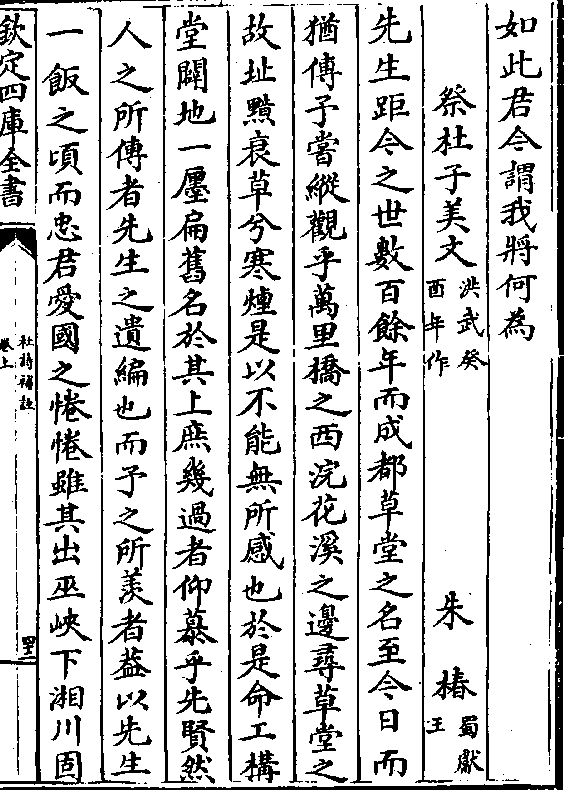 如此君今謂我將何為
祭杜子美文 洪武癸酉年作 朱椿 蜀獻王
先生距今之世數百餘年而成都草堂之名至今日而
猶傳予嘗縱觀乎萬里橋之西浣花溪之邊尋草堂之
故址黯衰草兮寒煙是以不能無所感也於是命工構
堂闢地一廛扁舊名於其上庶幾過者仰慕乎先賢然
人之所傳者先生之遺編也而予之所羨者益以先生
一飯之頃而忠君愛國之惓惓雖其出巫峽下湘川固
欽定四庫全書
卷上
杜詩補註